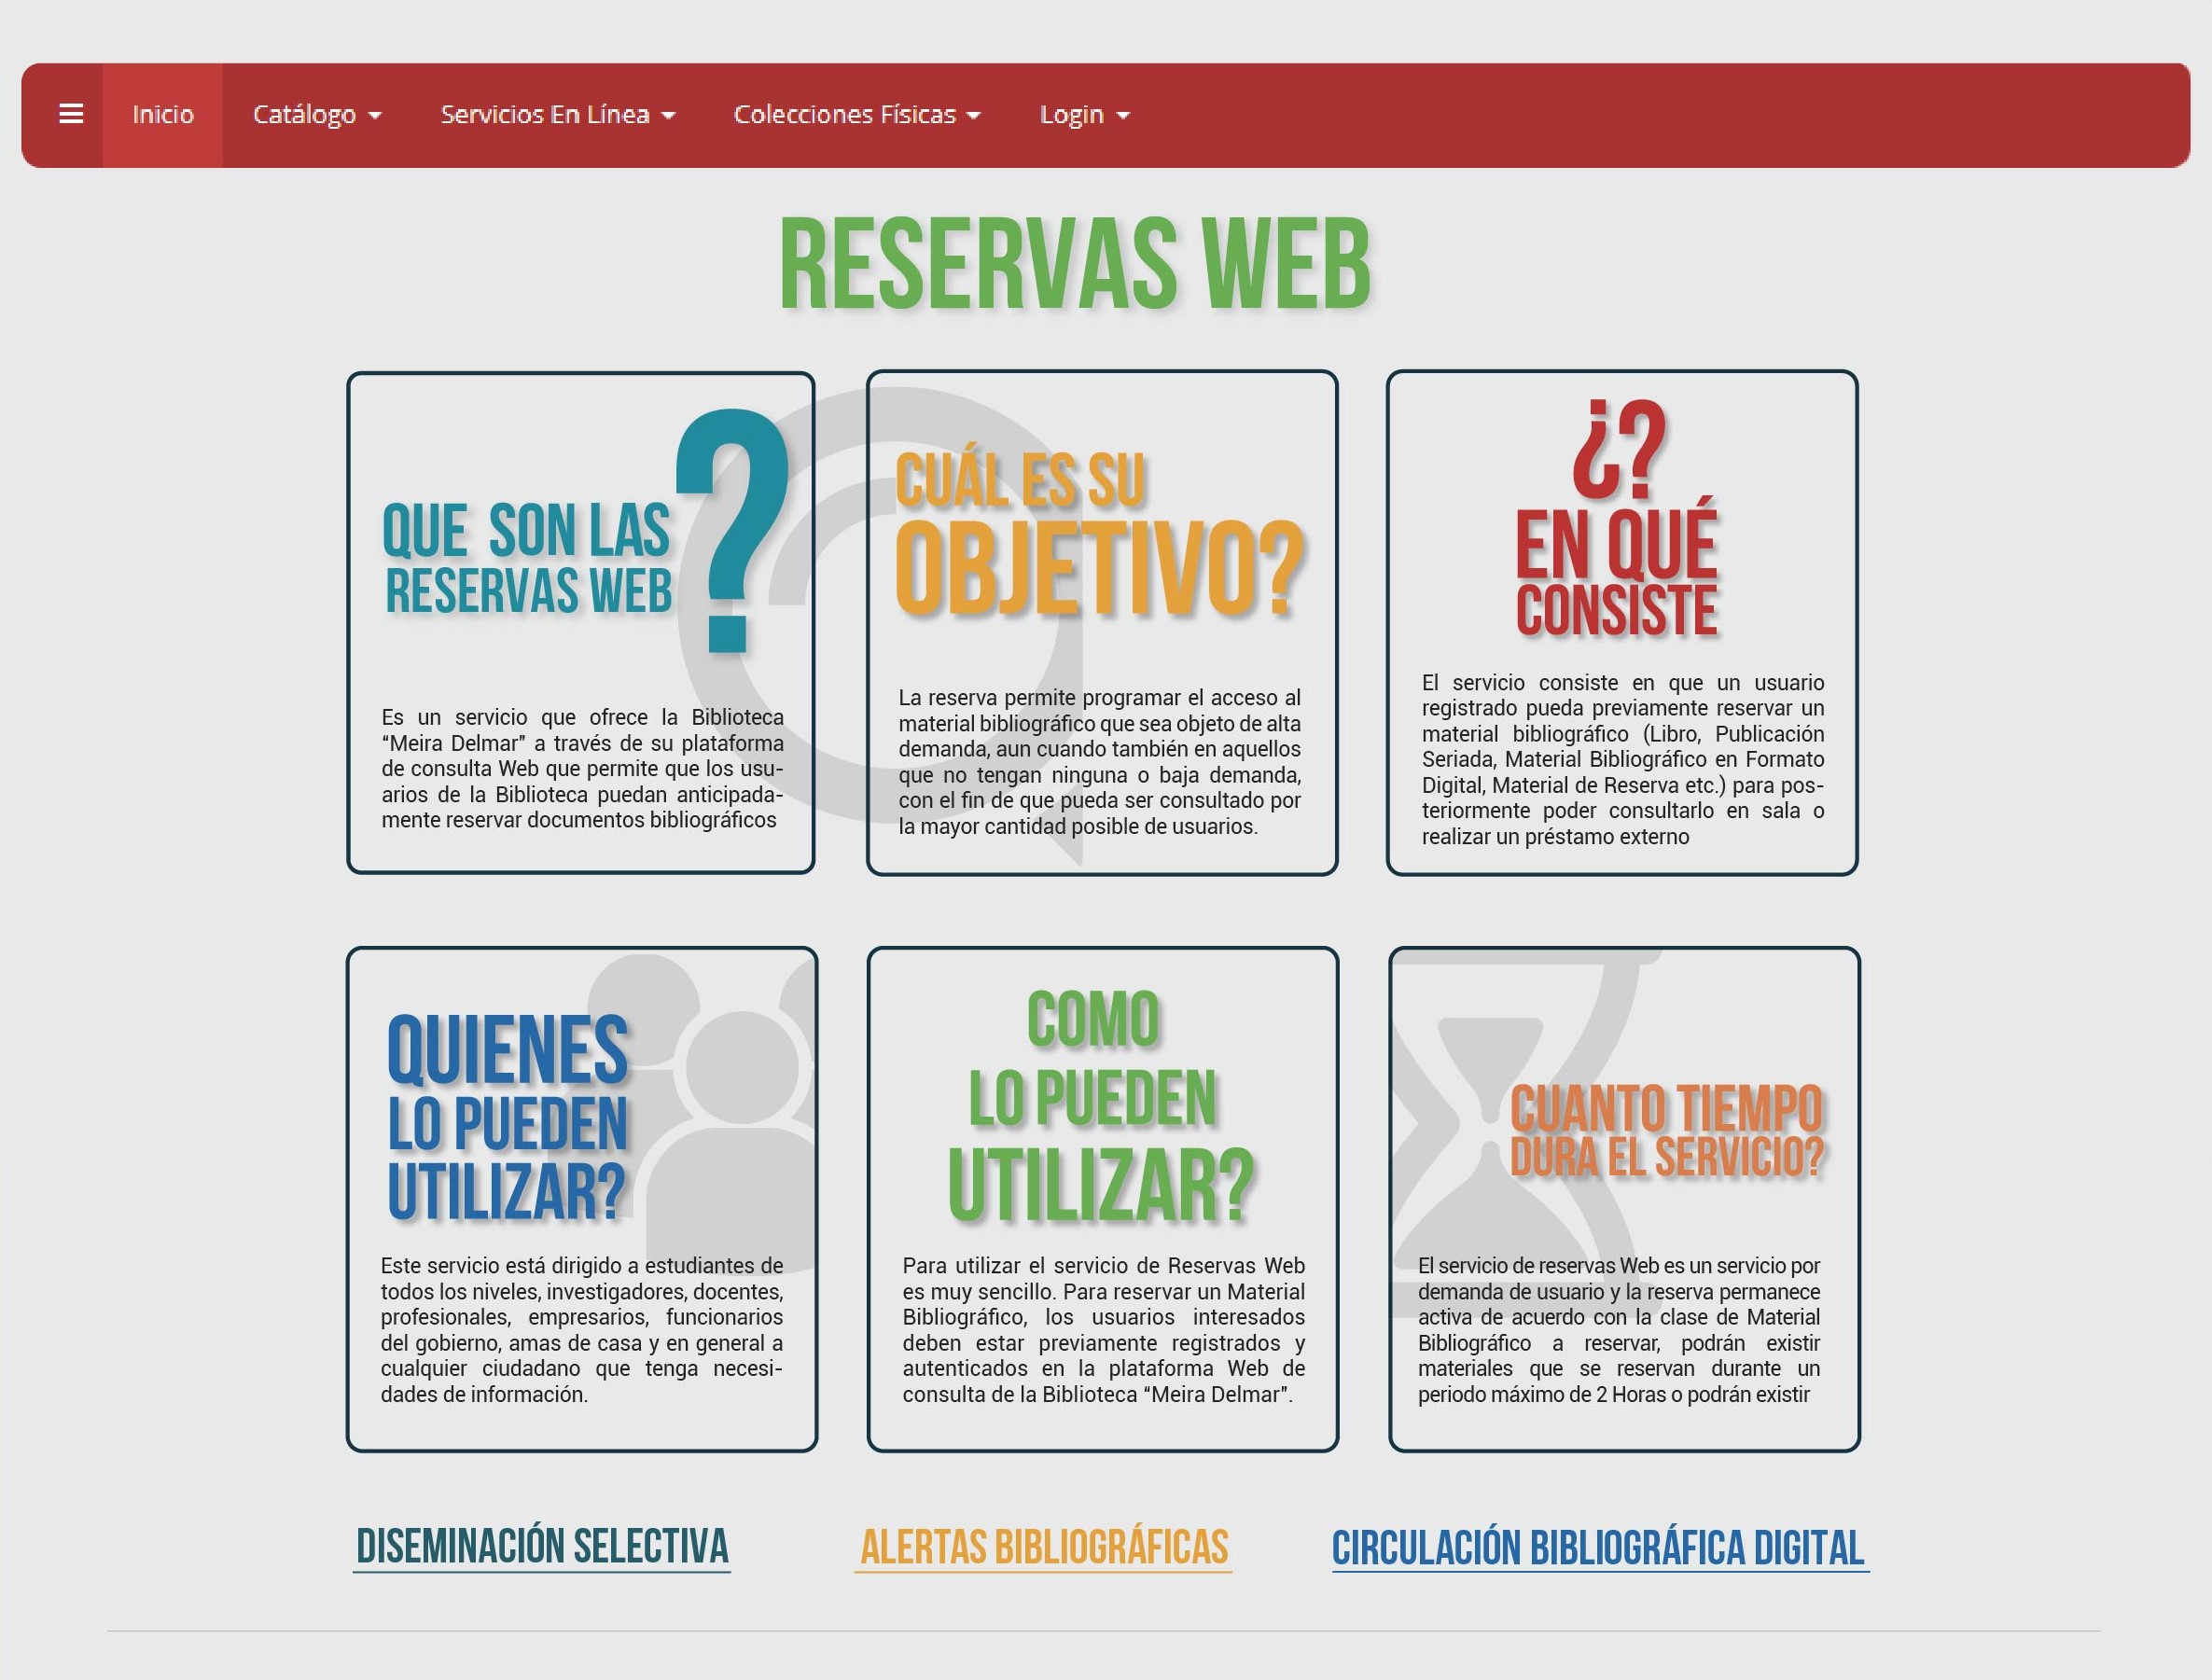 Inicio Catálogo Servicios En Línea Colecciones Físicas Login
RESERVAS WEB
QUE SON LAS
RESERVAS WEB
?
Es un servicio que ofrece la Biblioteca
“Meira Delmar” a través de su plataforma
de consulta Web que permite que los usu-
arios de la Biblioteca puedan anticipada-
mente reservar documentos bibliográficos
CUÁL ES SU
OBJETIVO?
La reserva permite programar el acceso al
material bibliográfico que sea objeto de alta
demanda, aun cuando también en aquellos
que no tengan ninguna o baja demanda,
con el fin de que pueda ser consultado por
la mayor cantidad posible de usuarios.
¿?
EN QUÉ
CONSISTE
El servicio consiste en que un usuario
registrado pueda previamente reservar un
material bibliográfico (Libro, Publicación
Seriada, Material Bibliográfico en Formato
Digital, Material de Reserva etc.) para pos-
teriormente poder consultarlo en sala o
realizar un préstamo externo
QUIENES
LO PUEDEN
UTILIZAR?
Este servicio está dirigido a estudiantes de
todos los niveles, investigadores, docentes,
profesionales, empresarios, funcionarios
del gobierno, amas de casa y en general a
cualquier ciudadano que tenga necesi-
dades de información.
COMO
LO PUEDEN
UTILIZAR?
Para utilizar el servicio de Reservas Web
es muy sencillo. Para reservar un Material
Bibliográfico, los usuarios interesados
deben estar previamente registrados y
autenticados en la plataforma Web de
consulta de la Biblioteca “Meira Delmar”.
CUANTO TIEMPO
DURA EL SERVICIO?
El servicio de reservas Web es un servicio por
demanda de usuario y la reserva permanece
activa de acuerdo con la clase de Material
Bibliográfico a reservar, podrán existir
materiales que se reservan durante un
periodo máximo de 2 Horas o podrán existir
DISEMINACIÓN SELECTIVA
ALERTAS BIBLIOGRÁFICAS
CIRCULACIÓN BIBLIOGRÁFICA DIGITAL